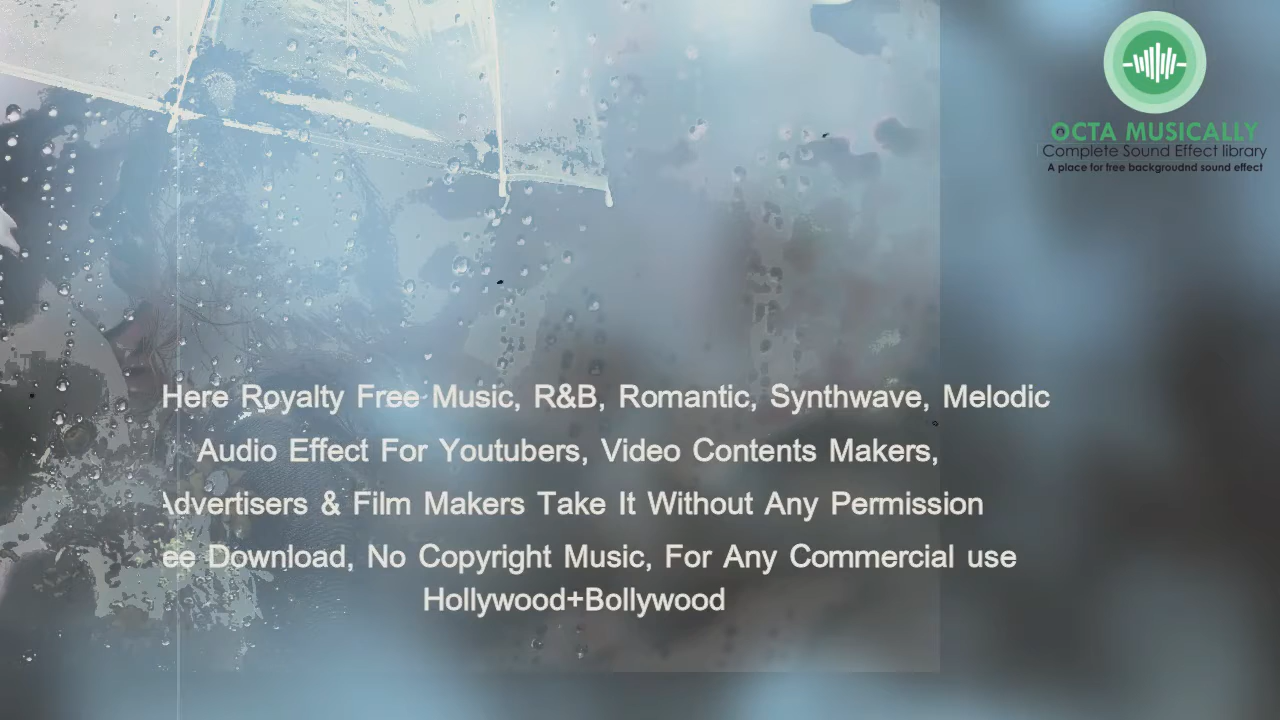 OCTA MUSICALLY
Complete Sound Effect library
A place for free backgroudnd sound effect
Here Royalty Free Music, R&B, Romantic, Synthwave, Melodic
Audio Effect For Youtubers, Video Contents Makers,
Advertisers & Film Makers Take It Without Any Permission
ee Download, No Copyright Music, For Any Commercial use
Hollywood+Bollywood